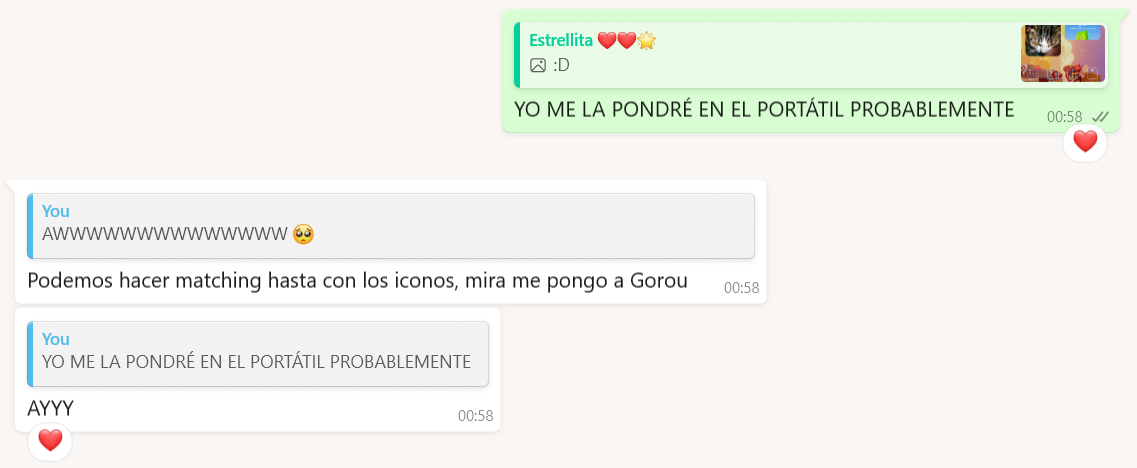 Estrellita ❤️❤️🌟
:D
YO ME LA PONDRÉ EN EL PORTÁTIL PROBABLEMENTE
00:58
You
AWWWWWWWWWWWWWW 🥺
Podemos hacer matching hasta con los iconos, mira me pongo a Gorou
00:58
You
YO ME LA PONDRÉ EN EL PORTÁTIL PROBABLEMENTE
AYYY
00:58